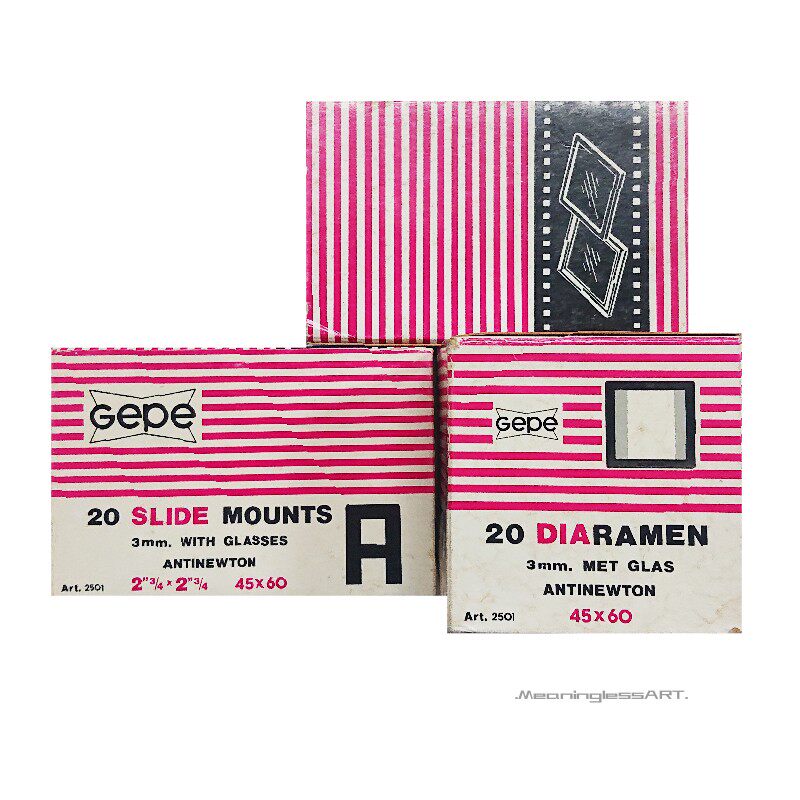 Gepe
20 SLIDE MOUNTS
3mm. WITH GLASSES
ANTINEWTON
A
Art. 2501
2"3/4 x 2"3/4 45x60
Gepe
20 DIARAMEN
3mm. MET GLAS
ANTINEWTON
Art. 2501
45x60
.MeaninglessART.